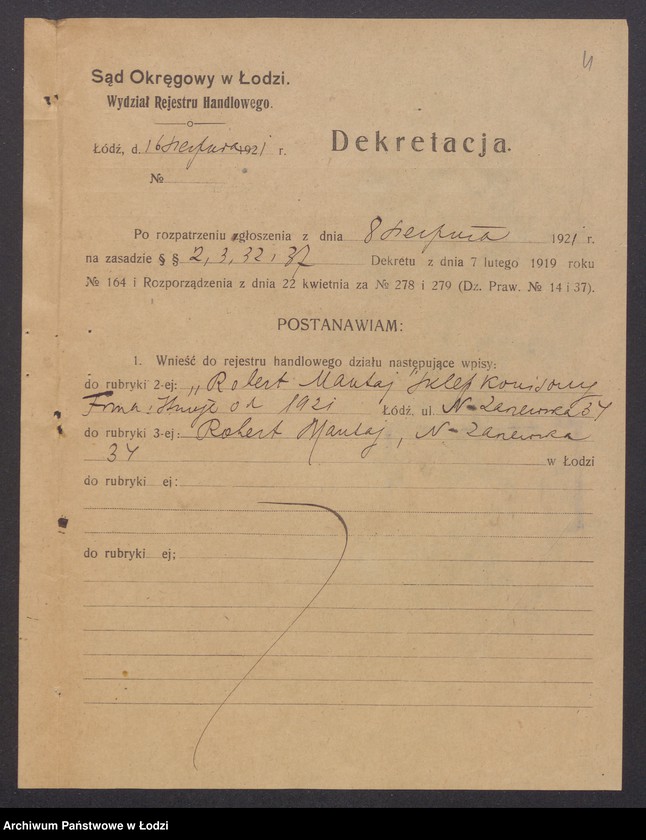 4
Sąd Okręgowy w Łodzi.
Wydział Rejestru Handlowego.
Łódź, d. 16 sierpnia 1921 r.
Dekretacja.
№
Po rozpatrzeniu zgłoszenia z dnia 8 sierpnia 1921 r.
na zasadzie § § 2, 3, 32 i 37 Dekretu z dnia 7 lutego 1919 roku
№ 164 i Rozporządzenia z dnia 22 kwietnia za № 278 i 279 (Dz. Praw. № 14 i 37).
POSTANAWIAM:
1. Wnieść do rejestru handlowego działu następujące wpisy:
do rubryki 2-ej: „Robert Mantaj" sklep
Firma istnieje od 1921 Łódź, ul. N-Zarzewska 34
do rubryki 3-ej: Robert Mantaj, N-Zarzewska
34 w Łodzi
do rubryki ej:
do rubryki ej;
Archiwum Państwowe w Łodzi